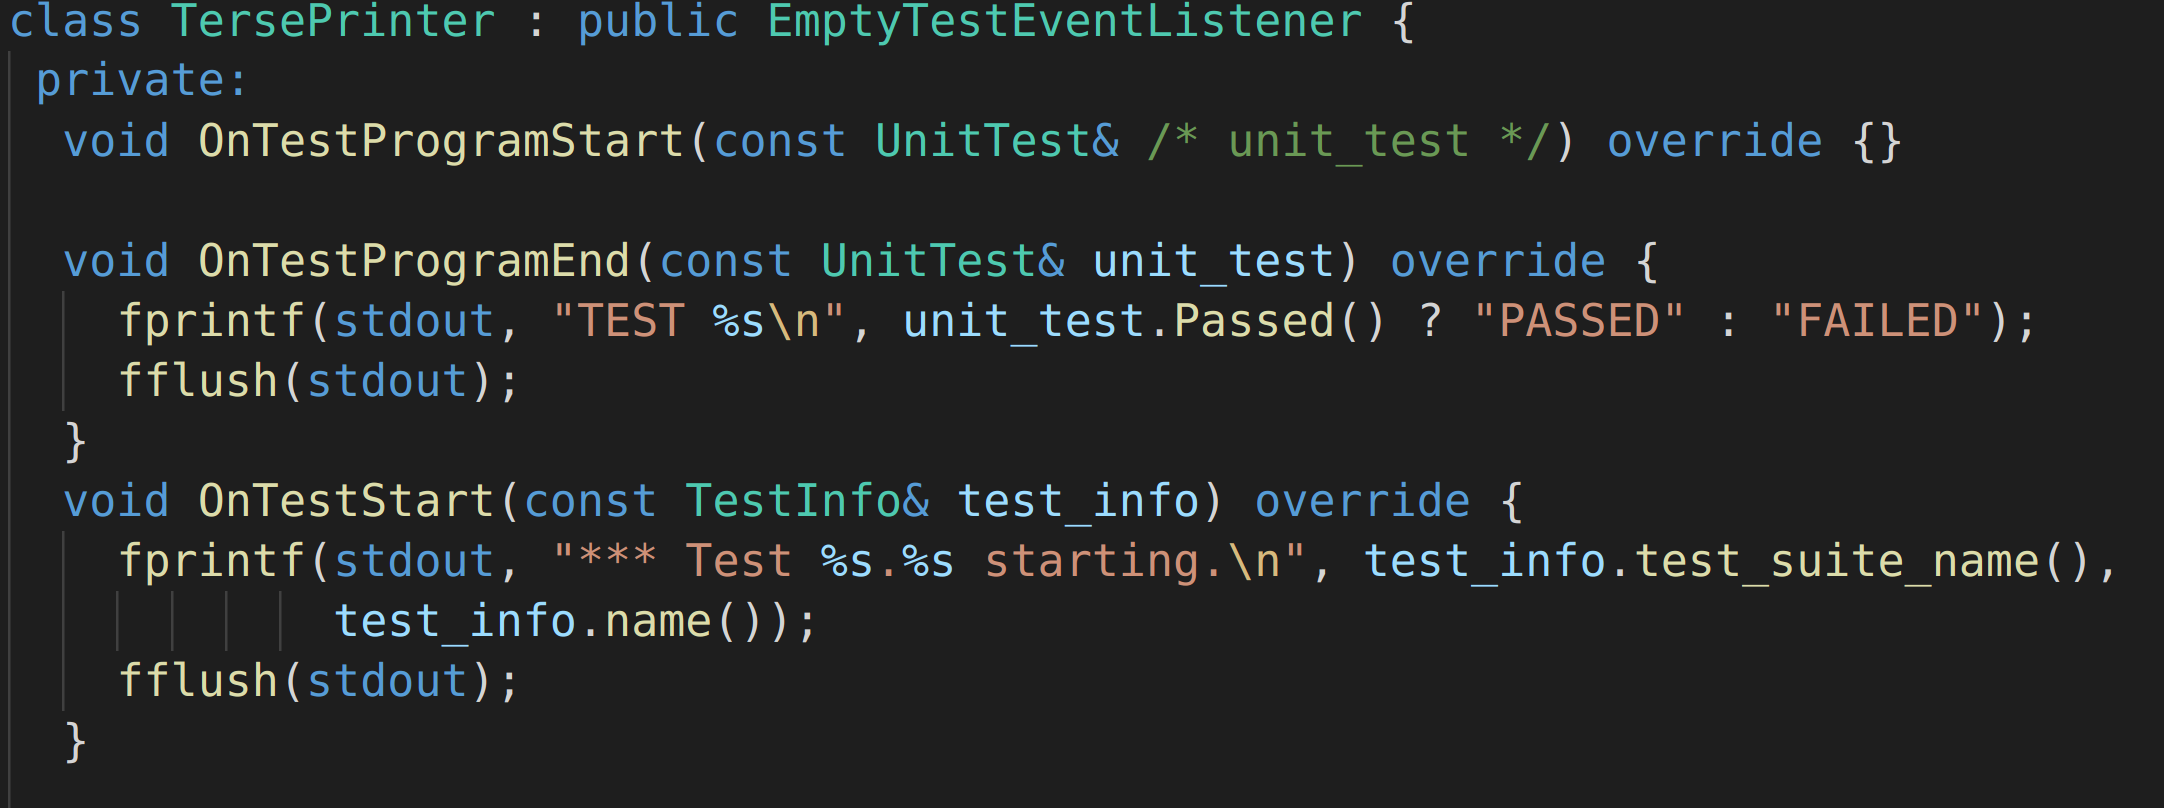 class TersePrinter : public EmptyTestEventListener {
 private:
  void OnTestProgramStart(const UnitTest& /* unit_test */) override {}

  void OnTestProgramEnd(const UnitTest& unit_test) override {
    fprintf(stdout, "TEST %s\n", unit_test.Passed() ? "PASSED" : "FAILED");
    fflush(stdout);
  }
  void OnTestStart(const TestInfo& test_info) override {
    fprintf(stdout, "*** Test %s.%s starting.\n", test_info.test_suite_name(),
            test_info.name());
    fflush(stdout);
  }